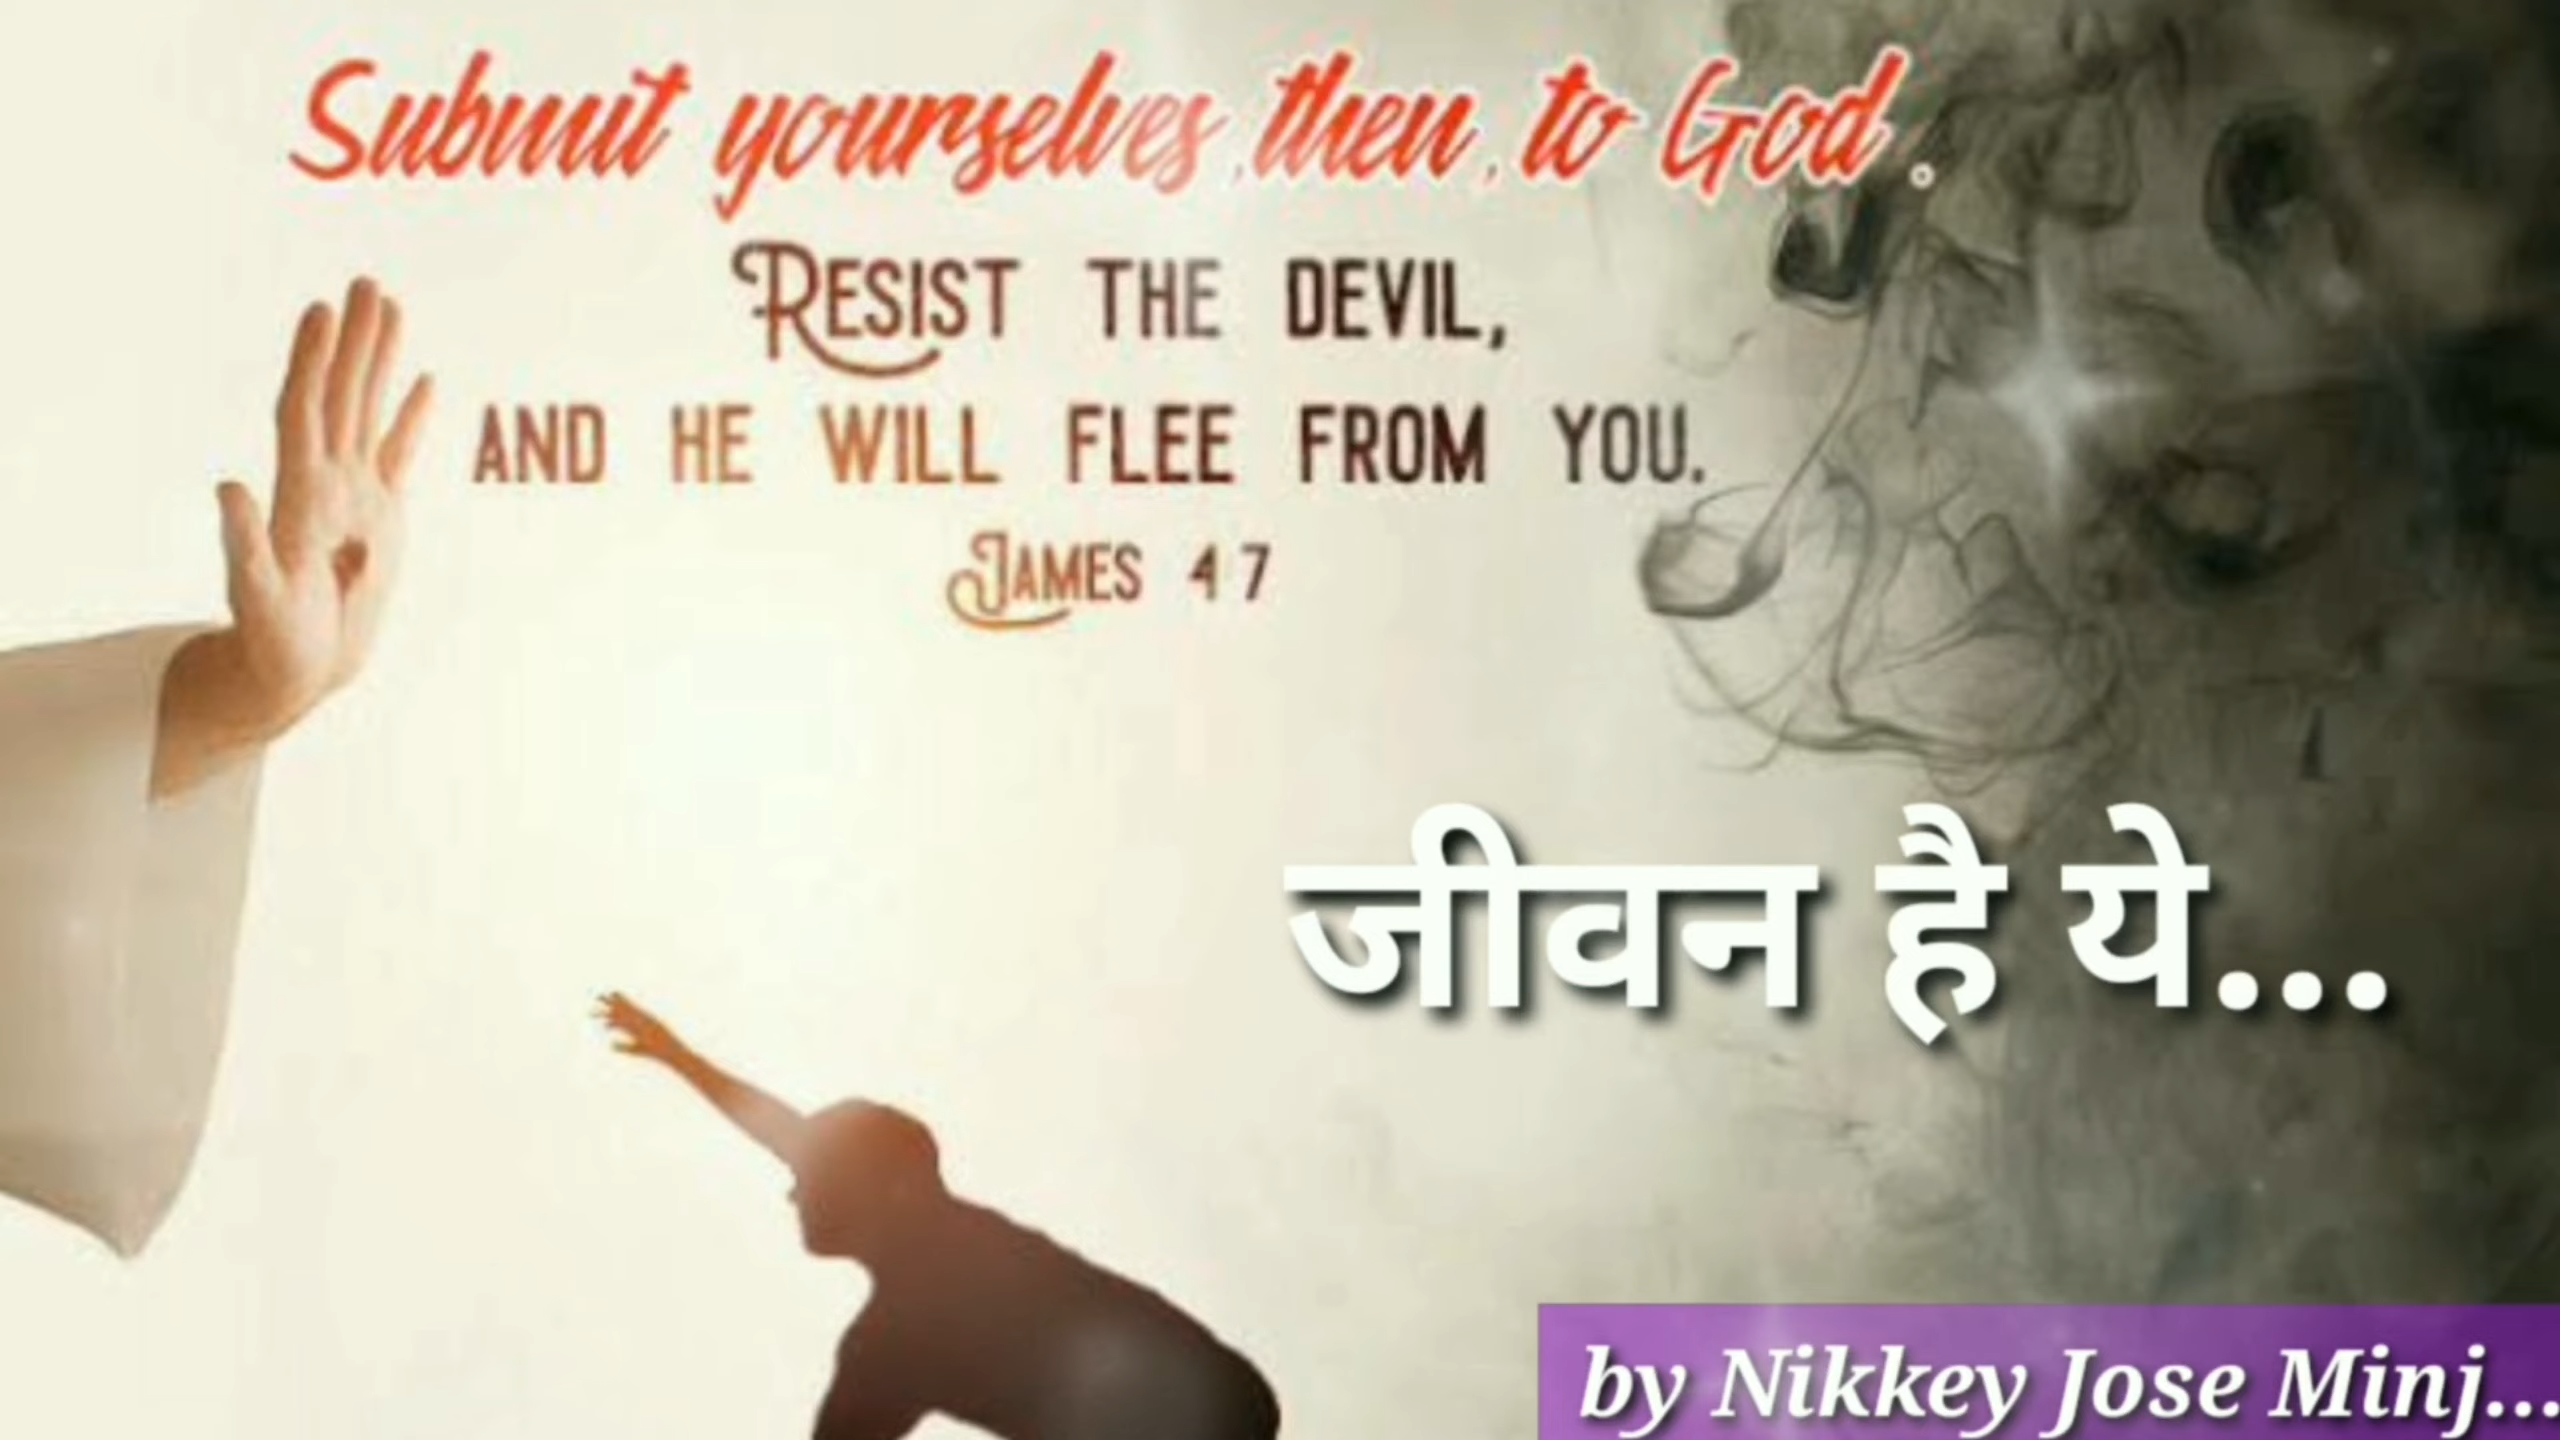 Submit yourselves, then, to God.
RESIST THE DEVIL,
AND HE WILL FLEE FROM YOU.
JAMES 4 7
जीवन है ये...
by Nikkey Jose Minj...